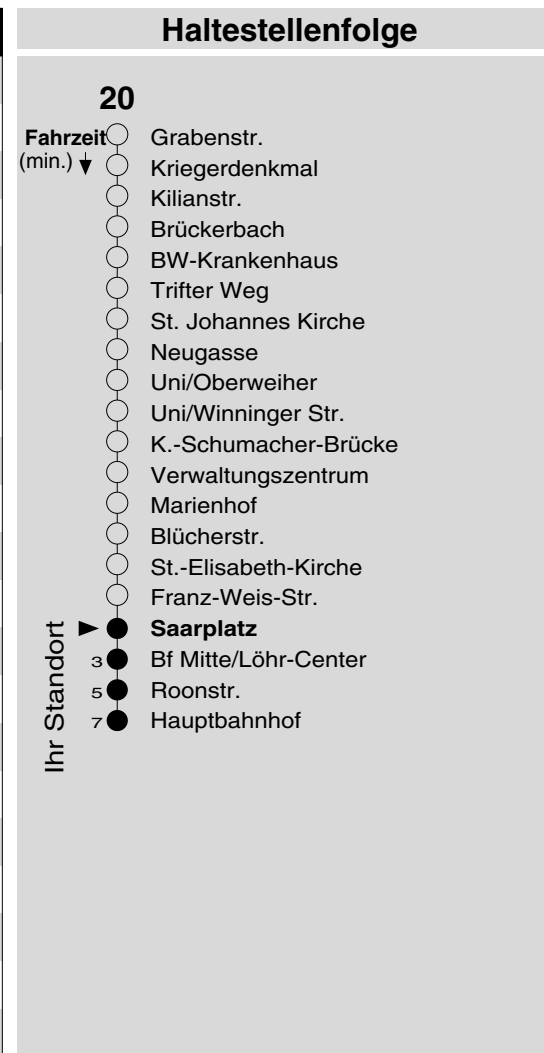 Haltestellenfolge
20
Fahrzeit Grabenstr.
(min.) Kriegerdenkmal
Kilianstr.
Brückerbach
BW-Krankenhaus
Trifter Weg
St. Johannes Kirche
Neugasse
Uni/Oberweiher
Uni/Winninger Str.
K.-Schumacher-Brücke
Verwaltungszentrum
Marienhof
Blücherstr.
St.-Elisabeth-Kirche
Franz-Weis-Str.
Saarplatz
3 Bf Mitte/Löhr-Center
5 Roonstr.
7 Hauptbahnhof
Ihr Standort